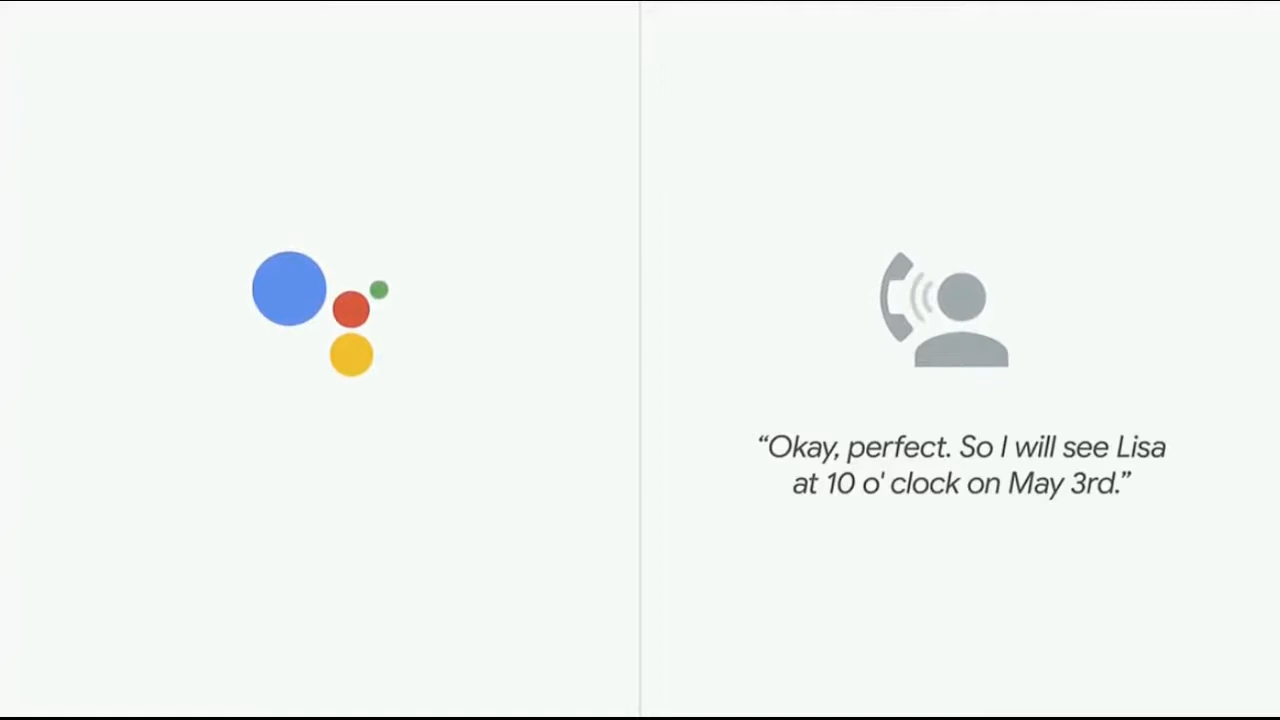 “Okay, perfect. So I will see Lisa
at 10 o' clock on May 3rd.”